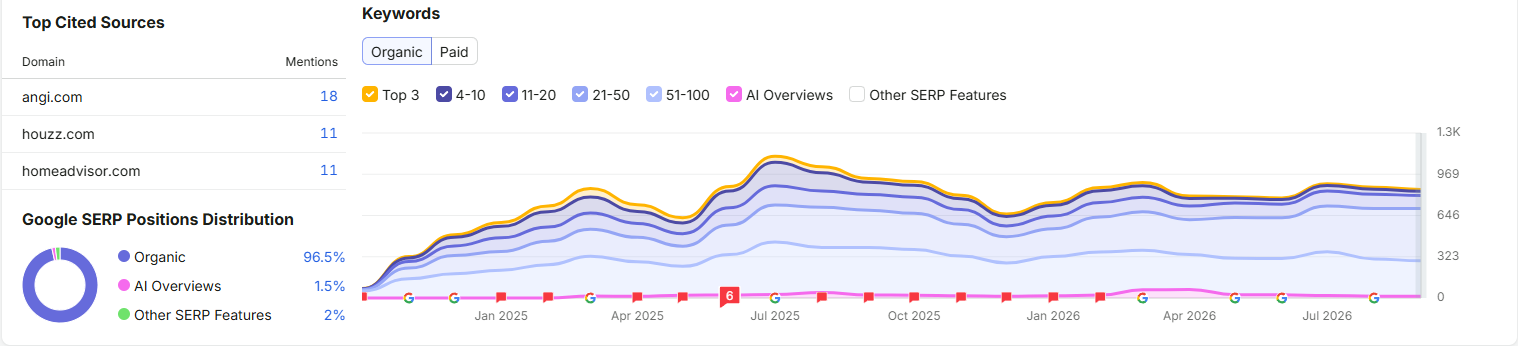 Top Cited Sources
Domain Mentions
angi.com 18
houzz.com 11
homeadvisor.com 11
Google SERP Positions Distribution
Organic 96.5%
AI Overviews 1.5%
Other SERP Features 2%
Keywords
Organic Paid
Top 3 4-10 11-20 21-50 51-100 AI Overviews Other SERP Features
1.3K
969
646
323
0
6
Jan 2025 Apr 2025 Jul 2025 Oct 2025 Jan 2026 Apr 2026 Jul 2026